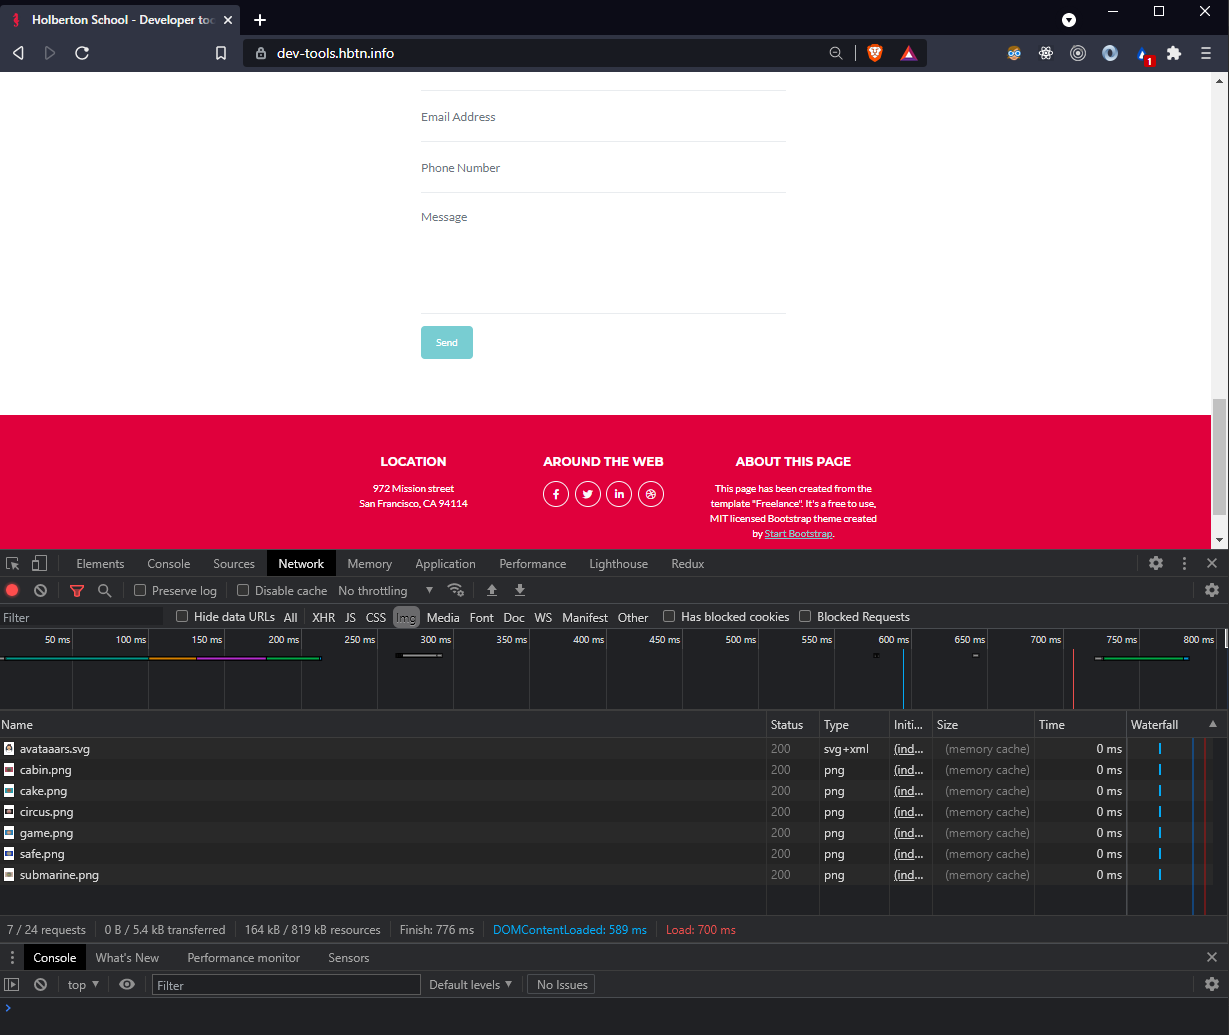 Holberton School - Developer too
dev-tools.hbtn.info
1
Email Address
Phone Number
Message
Send
LOCATION
972 Mission street
San Francisco, CA 94114
AROUND THE WEB
ABOUT THIS PAGE
This page has been created from the
template "Freelance". It's a free to use,
MIT licensed Bootstrap theme created
by Start Bootstrap.
Elements Console Sources Network Memory Application Performance Lighthouse Redux
Preserve log Disable cache No throttling
Filter Hide data URLs All XHR JS CSS Img Media Font Doc WS Manifest Other Has blocked cookies Blocked Requests
50 ms 100 ms 150 ms 200 ms 250 ms 300 ms 350 ms 400 ms 450 ms 500 ms 550 ms 600 ms 650 ms 700 ms 750 ms 800 ms
Name Status Type Initi... Size Time Waterfall
avataaars.svg 200 svg+xml (ind... (memory cache) 0 ms
cabin.png 200 png (ind... (memory cache) 0 ms
cake.png 200 png (ind... (memory cache) 0 ms
circus.png 200 png (ind... (memory cache) 0 ms
game.png 200 png (ind... (memory cache) 0 ms
safe.png 200 png (ind... (memory cache) 0 ms
submarine.png 200 png (ind... (memory cache) 0 ms
7 / 24 requests 0 B / 5.4 kB transferred 164 kB / 819 kB resources Finish: 776 ms DOMContentLoaded: 589 ms Load: 700 ms
Console What's New Performance monitor Sensors
top Filter Default levels No Issues